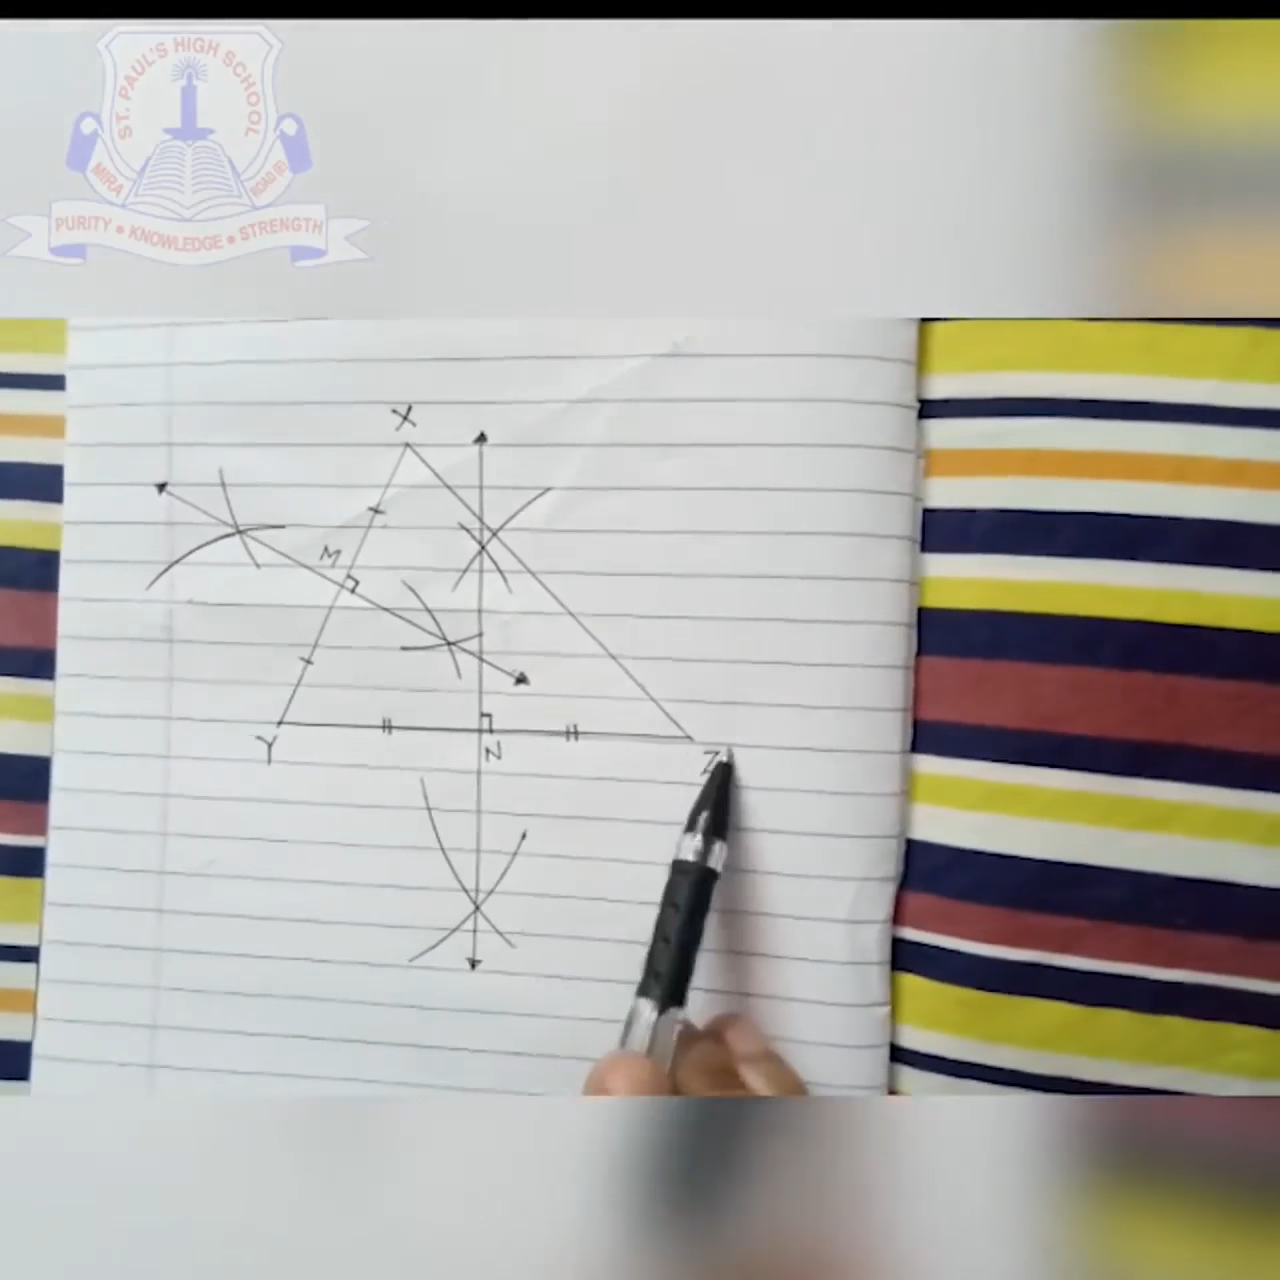 ST. PAUL'S HIGH SCHOOL
MIRA ROAD (E)
PURITY • KNOWLEDGE • STRENGTH
X
M
Y
N
Z